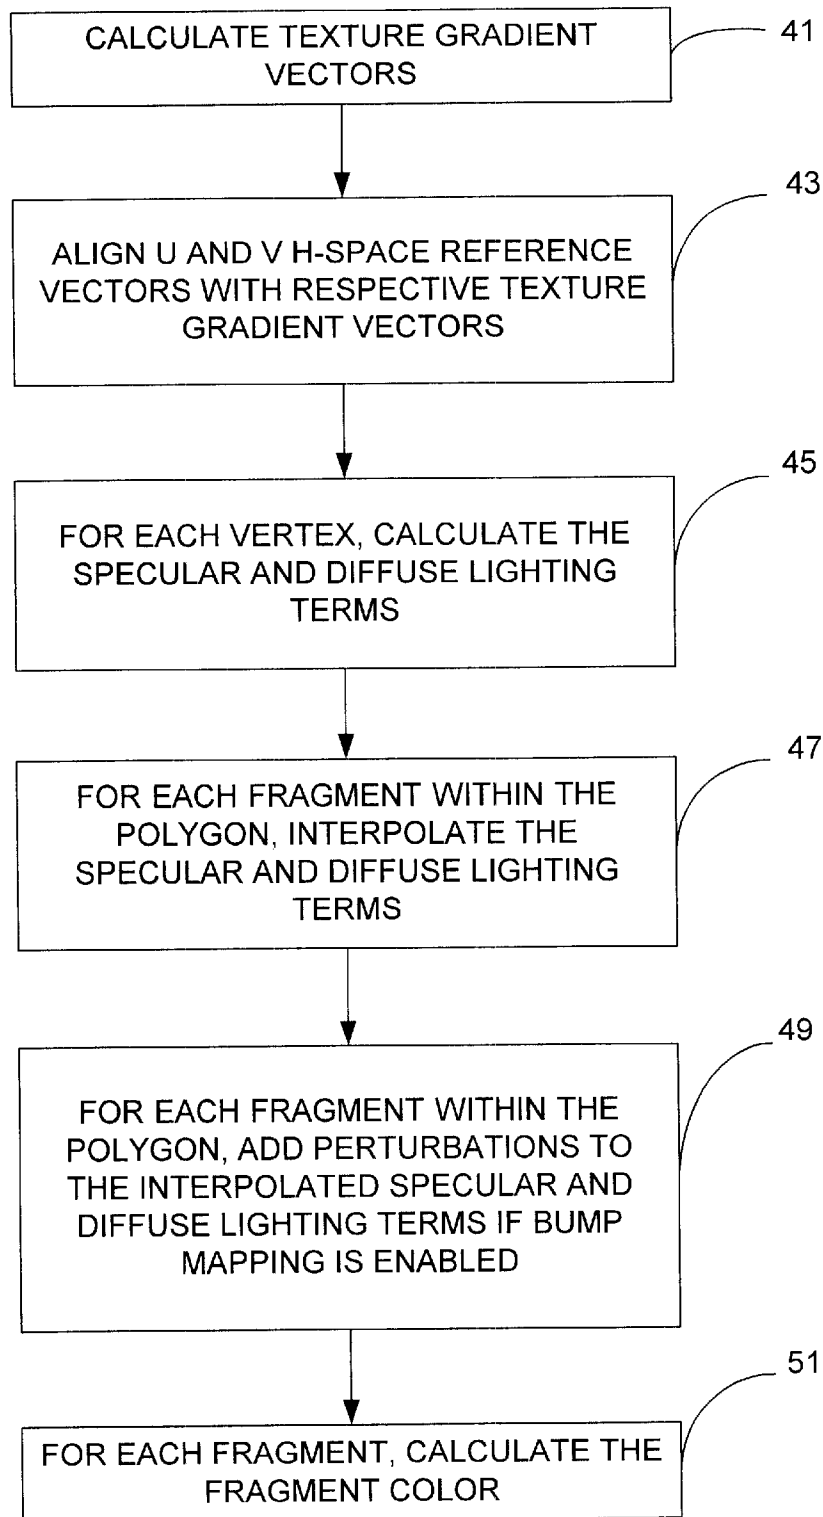 CALCULATE TEXTURE GRADIENT
VECTORS
41
43
ALIGN U AND V H-SPACE REFERENCE
VECTORS WITH RESPECTIVE TEXTURE
GRADIENT VECTORS
45
FOR EACH VERTEX, CALCULATE THE
SPECULAR AND DIFFUSE LIGHTING
TERMS
47
FOR EACH FRAGMENT WITHIN THE
POLYGON, INTERPOLATE THE
SPECULAR AND DIFFUSE LIGHTING
TERMS
49
FOR EACH FRAGMENT WITHIN THE
POLYGON, ADD PERTURBATIONS TO
THE INTERPOLATED SPECULAR AND
DIFFUSE LIGHTING TERMS IF BUMP
MAPPING IS ENABLED
51
FOR EACH FRAGMENT, CALCULATE THE
FRAGMENT COLOR